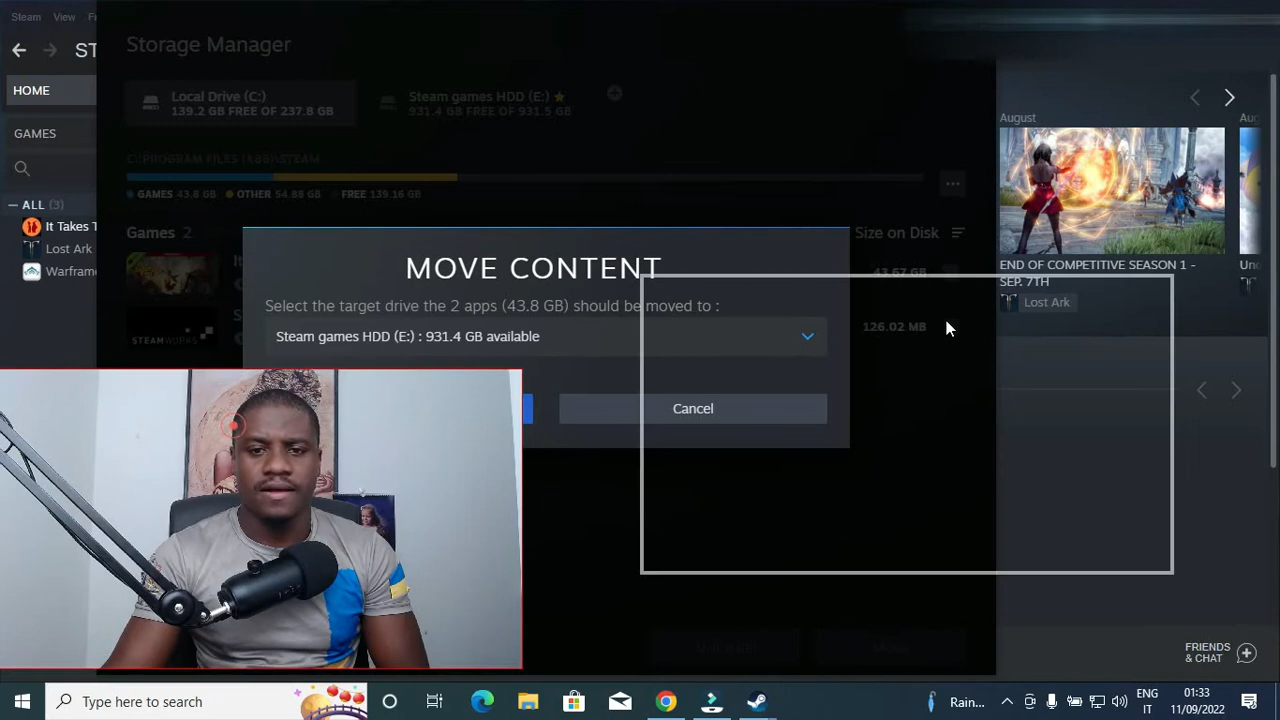 Steam View
Storage Manager
ST
HOME
Local Drive (C:)
139.2 GB FREE OF 237.8 GB
Steam games HDD (E:)
931.4 GB FREE OF 931.5 GB
August
GAMES
C:\PROGRAM FILES (X86)\STEAM
GAMES 43.8 GB
OTHER 54.88 GB
FREE 139.16 GB
ALL (3)
It Takes T
Lost Ark
Warframe
Games 2
Size on Disk
MOVE CONTENT
43.67 GB
END OF COMPETITIVE SEASON 1 -
SEP. 7TH
Lost Ark
Select the target drive the 2 apps (43.8 GB) should be moved to :
Steam games HDD (E:) : 931.4 GB available
STEAMWORKS
126.02 MB
Cancel
FRIENDS
& CHAT
Type here to search
Rain...
ENG
IT
01:33
11/09/2022